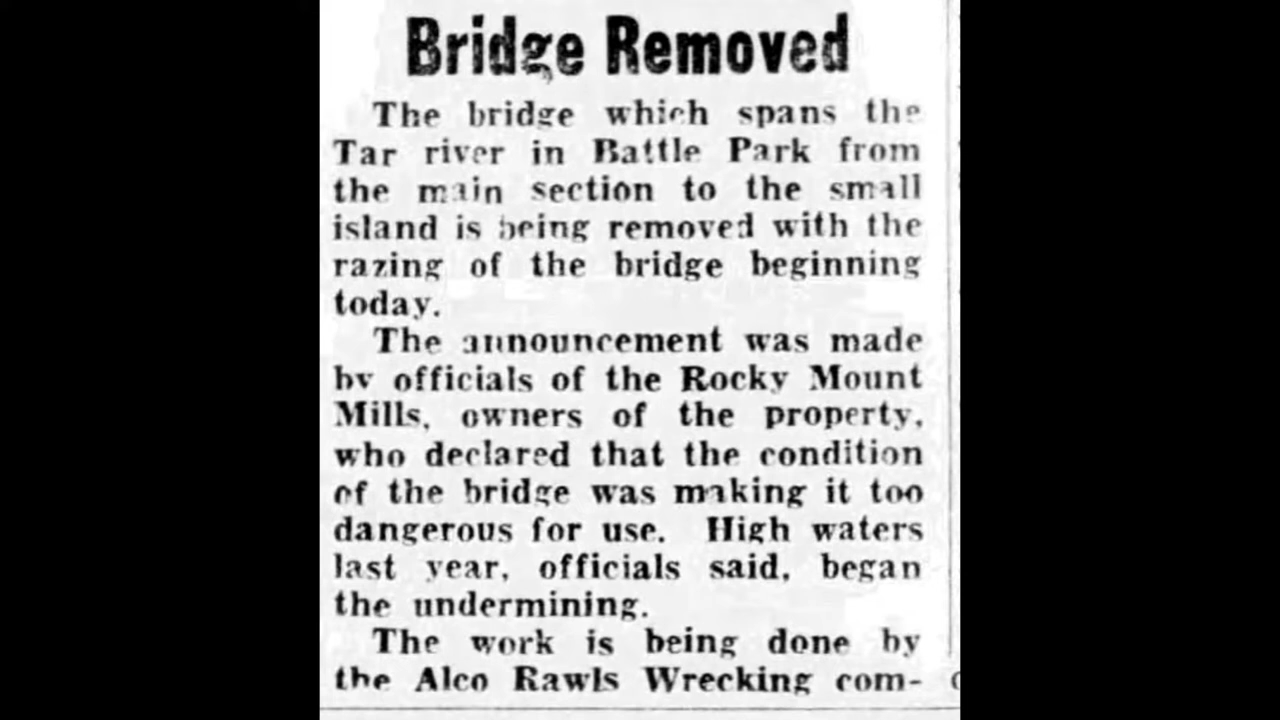 Bridge Removed
The bridge which spans the
Tar river in Battle Park from
the main section to the small
island is being removed with the
razing of the bridge beginning
today.
The announcement was made
by officials of the Rocky Mount
Mills, owners of the property,
who declared that the condition
of the bridge was making it too
dangerous for use. High waters
last year, officials said, began
the undermining.
The work is being done by
the Alco Rawls Wrecking com-